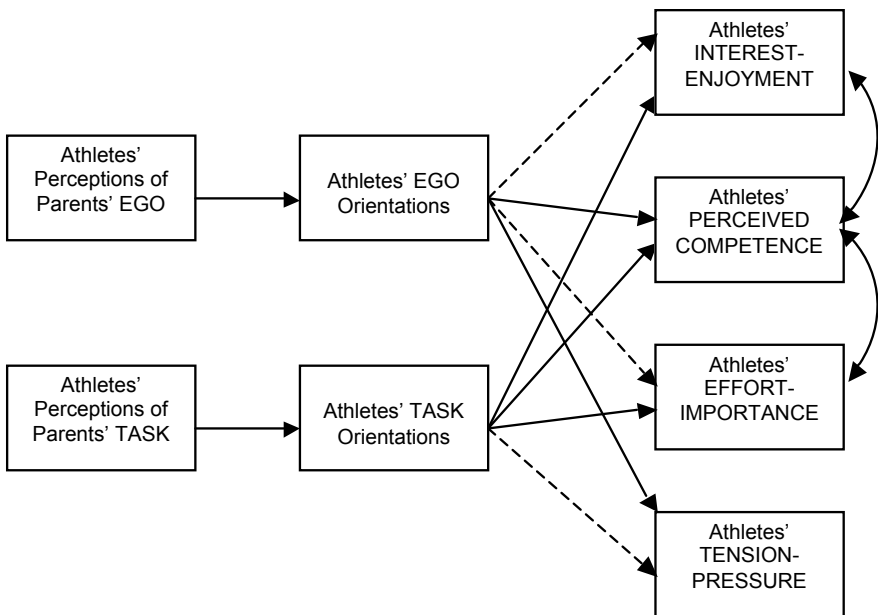 Athletes'
INTEREST-
ENJOYMENT
Athletes'
Perceptions of
Parents' EGO
Athletes' EGO
Orientations
Athletes'
PERCEIVED
COMPETENCE
Athletes'
Perceptions of
Parents' TASK
Athletes' TASK
Orientations
Athletes'
EFFORT-
IMPORTANCE
Athletes'
TENSION-
PRESSURE